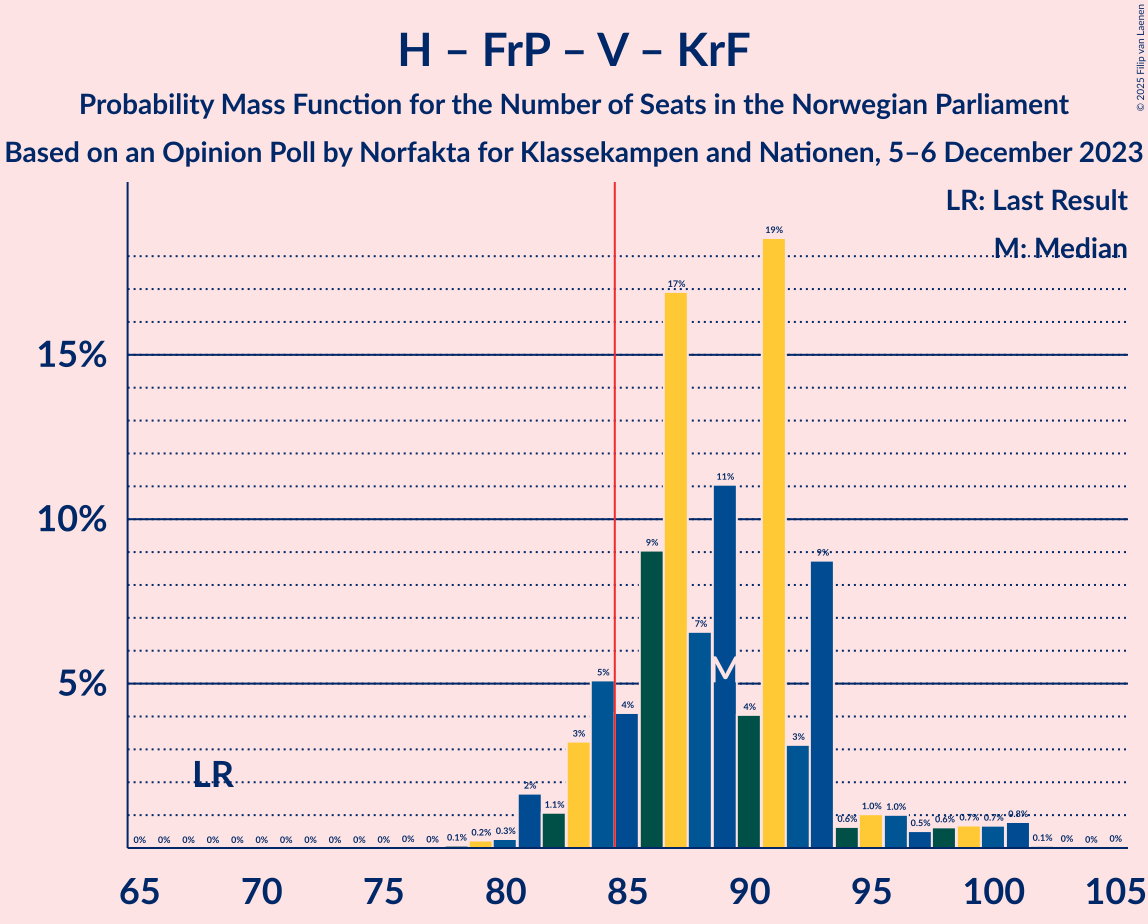 H – FrP – V – KrF
Probability Mass Function for the Number of Seats in the Norwegian Parliament
Based on an Opinion Poll by Norfakta for Klassekampen and Nationen, 5–6 December 2023
© 2025 Filip van Laenen
LR: Last Result
M: Median
15%
10%
5%
LR
M
0% 0% 0% 0% 0% 0% 0% 0% 0% 0% 0% 0% 0% 0.1% 0.2% 0.3% 2% 1.1% 3% 5% 4% 9% 17% 7% 11% 4% 19% 3% 9% 0.6% 1.0% 1.0% 0.5% 0.6% 0.7% 0.7% 0.8% 0.1% 0% 0% 0%
65 70 75 80 85 90 95 100 105